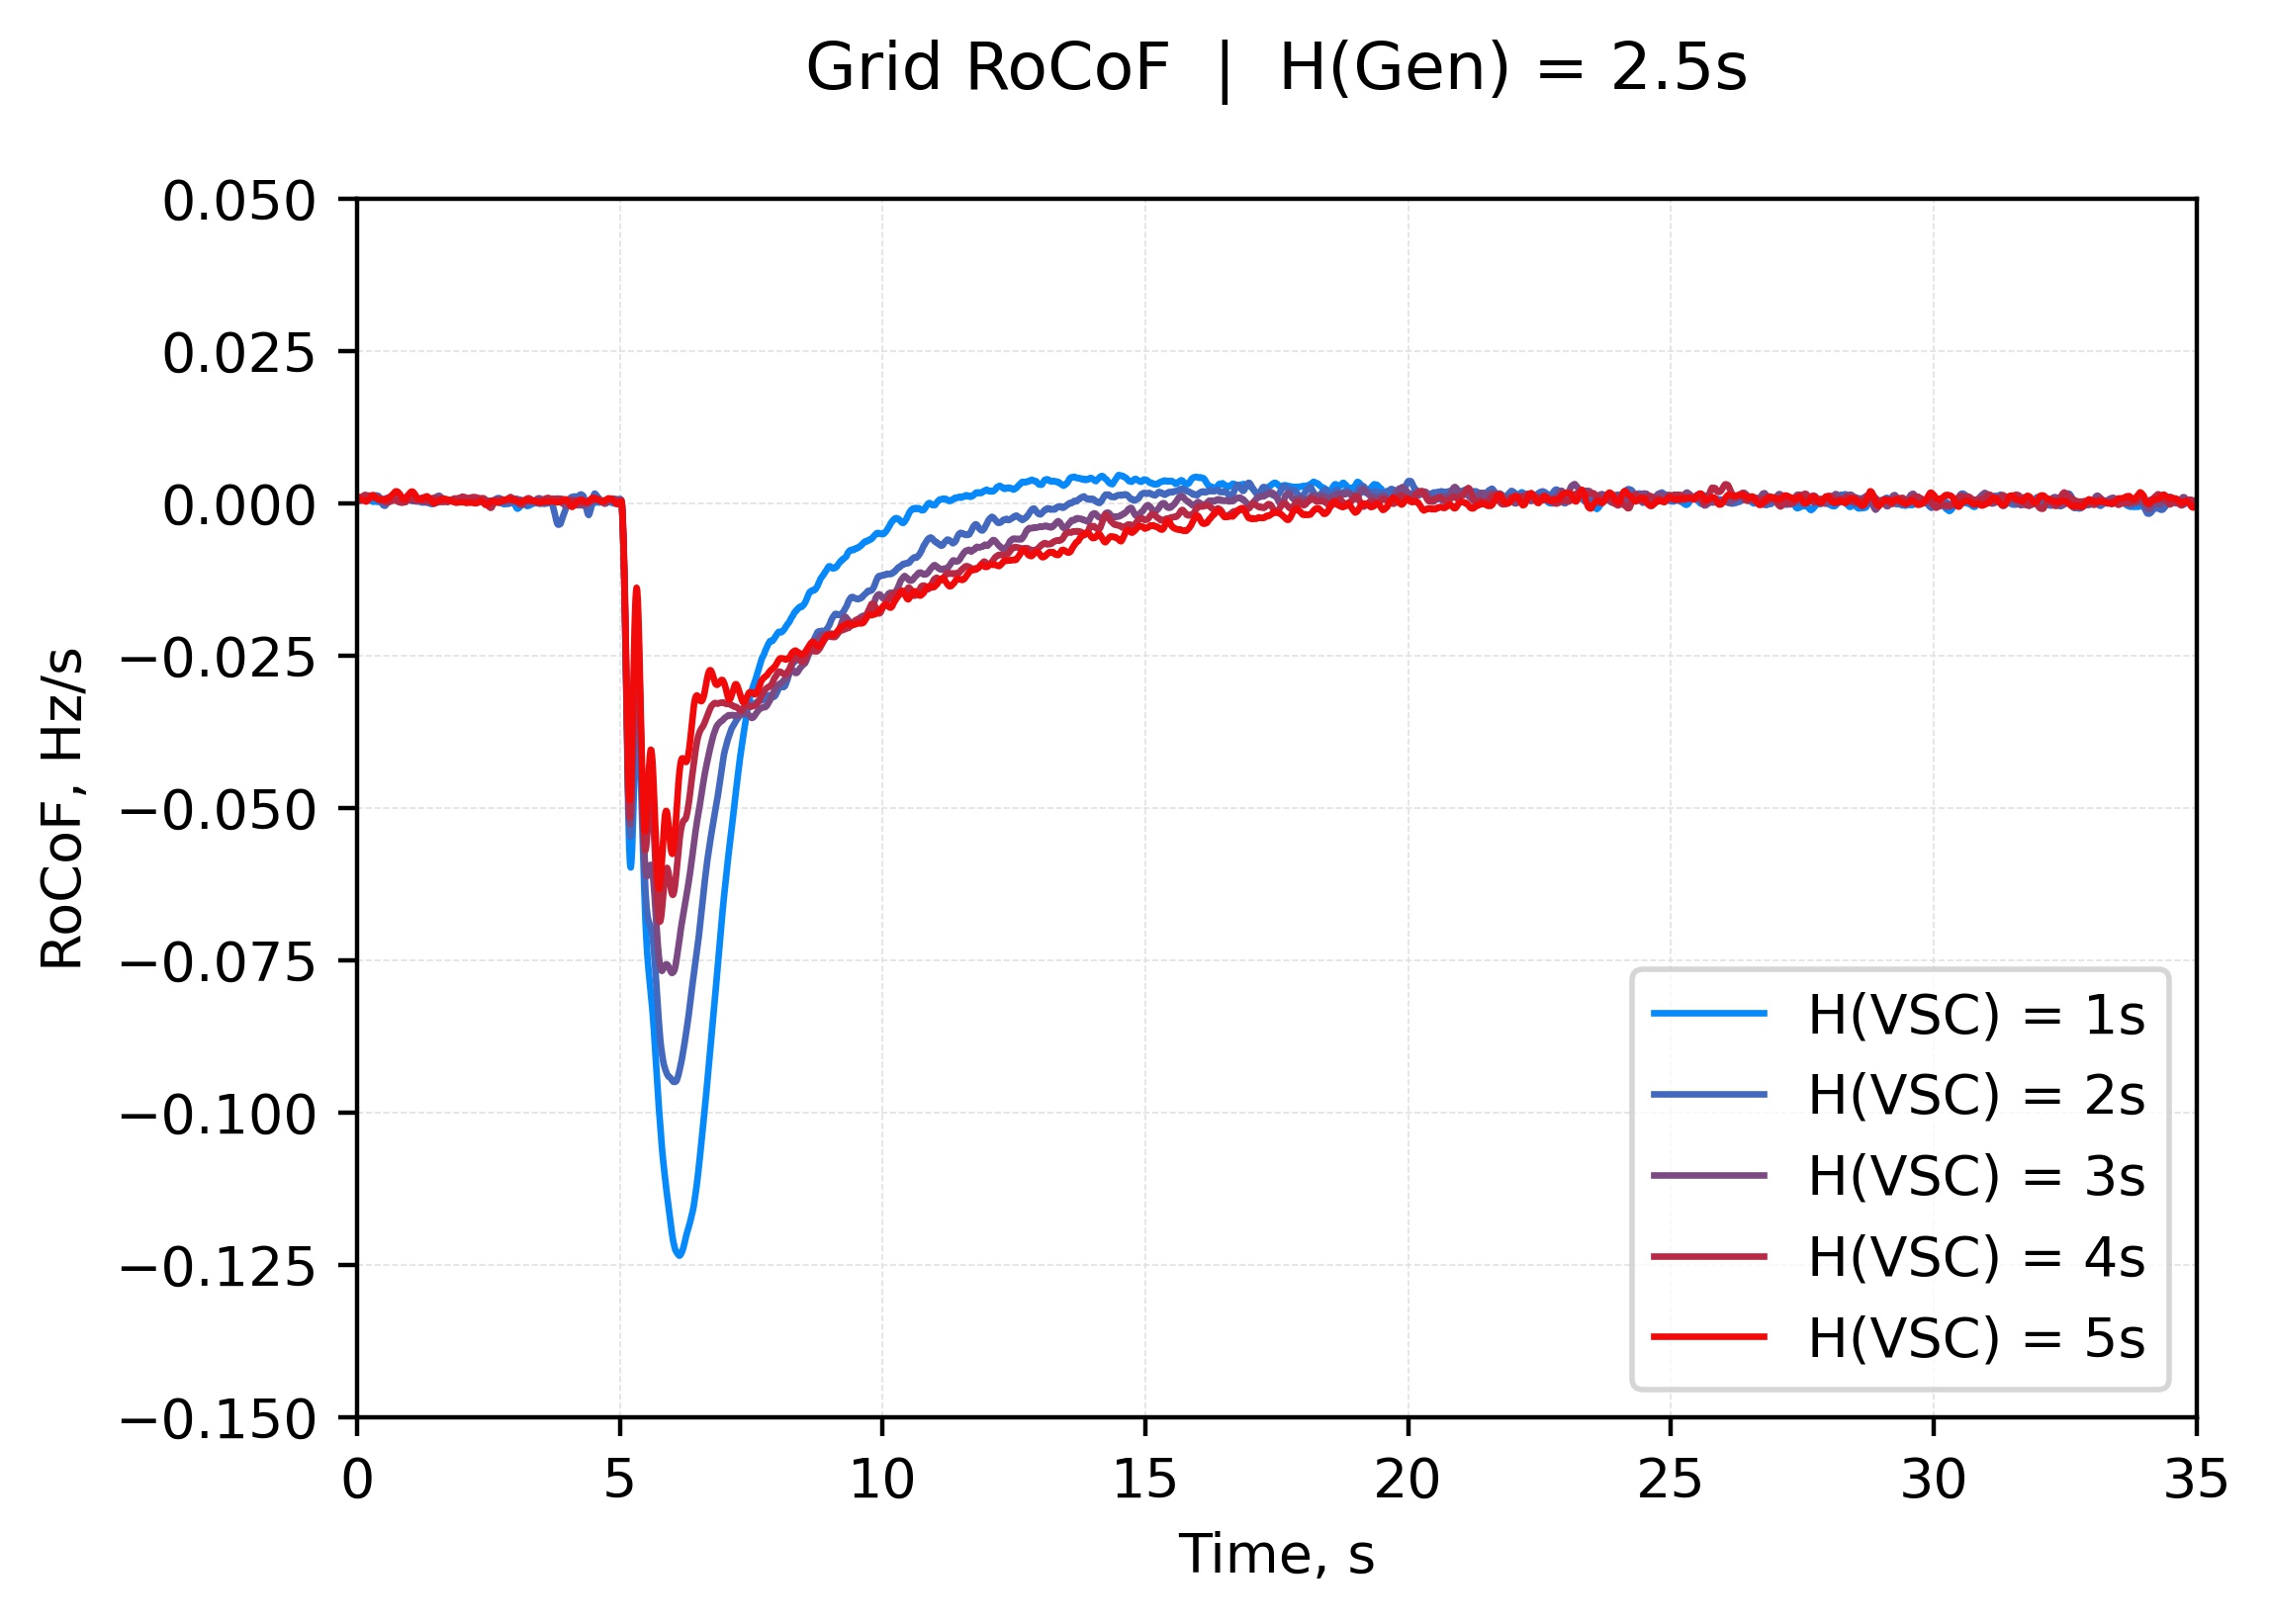 Grid RoCoF | H(Gen) = 2.5s
0.050
0.025
0.000
−0.025
−0.050
−0.075
−0.100
−0.125
−0.150
RoCoF, Hz/s
H(VSC) = 1s
H(VSC) = 2s
H(VSC) = 3s
H(VSC) = 4s
H(VSC) = 5s
0 5 10 15 20 25 30 35
Time, s